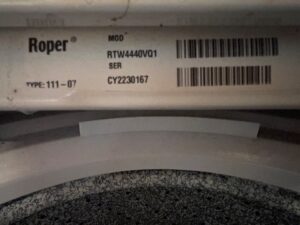 Roper®
MOD
RTW4440VQ1
SER
CY2230167
TYPE: 111-07